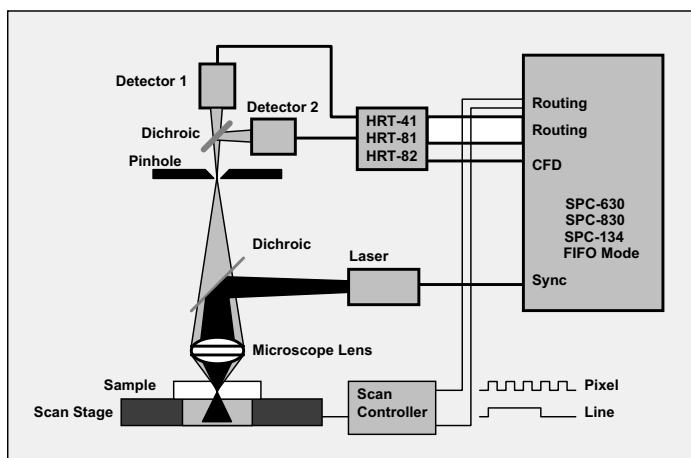 Detector 1
Detector 2
Dichroic
Pinhole
HRT-41
HRT-81
HRT-82
Routing
Routing
CFD
SPC-630
SPC-830
SPC-134
FIFO Mode
Sync
Dichroic
Laser
Microscope Lens
Sample
Scan Stage
Scan
Controller
Pixel
Line